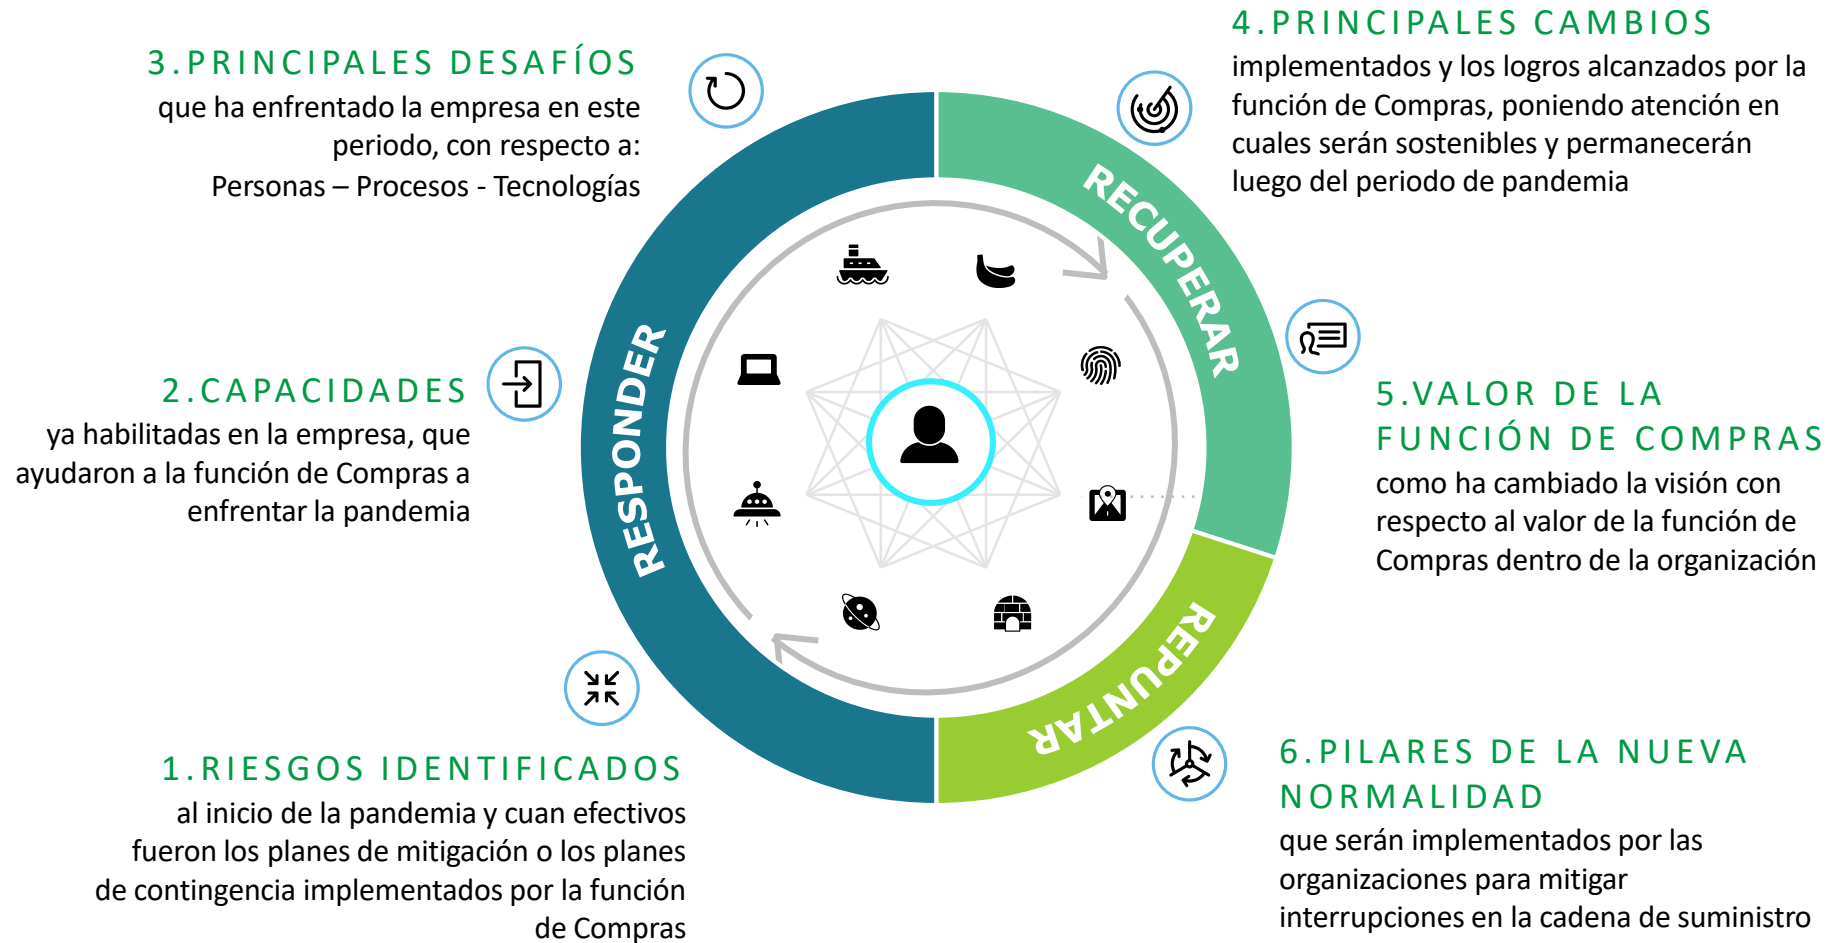 3.PRINCIPALES DESAFÍOS
que ha enfrentado la empresa en este
periodo, con respecto a:
Personas – Procesos - Tecnologías
4.PRINCIPALES CAMBIOS
implementados y los logros alcanzados por la
función de Compras, poniendo atención en
cuales serán sostenibles y permanecerán
luego del periodo de pandemia
2.CAPACIDADES
ya habilitadas en la empresa, que
ayudaron a la función de Compras a
enfrentar la pandemia
RESPONDER
RECUPERAR
REPUNTAR
5.VALOR DE LA
FUNCIÓN DE COMPRAS
como ha cambiado la visión con
respecto al valor de la función de
Compras dentro de la organización
1.RIESGOS IDENTIFICADOS
al inicio de la pandemia y cuan efectivos
fueron los planes de mitigación o los planes
de contingencia implementados por la función
de Compras
6.PILARES DE LA NUEVA
NORMALIDAD
que serán implementados por las
organizaciones para mitigar
interrupciones en la cadena de suministro